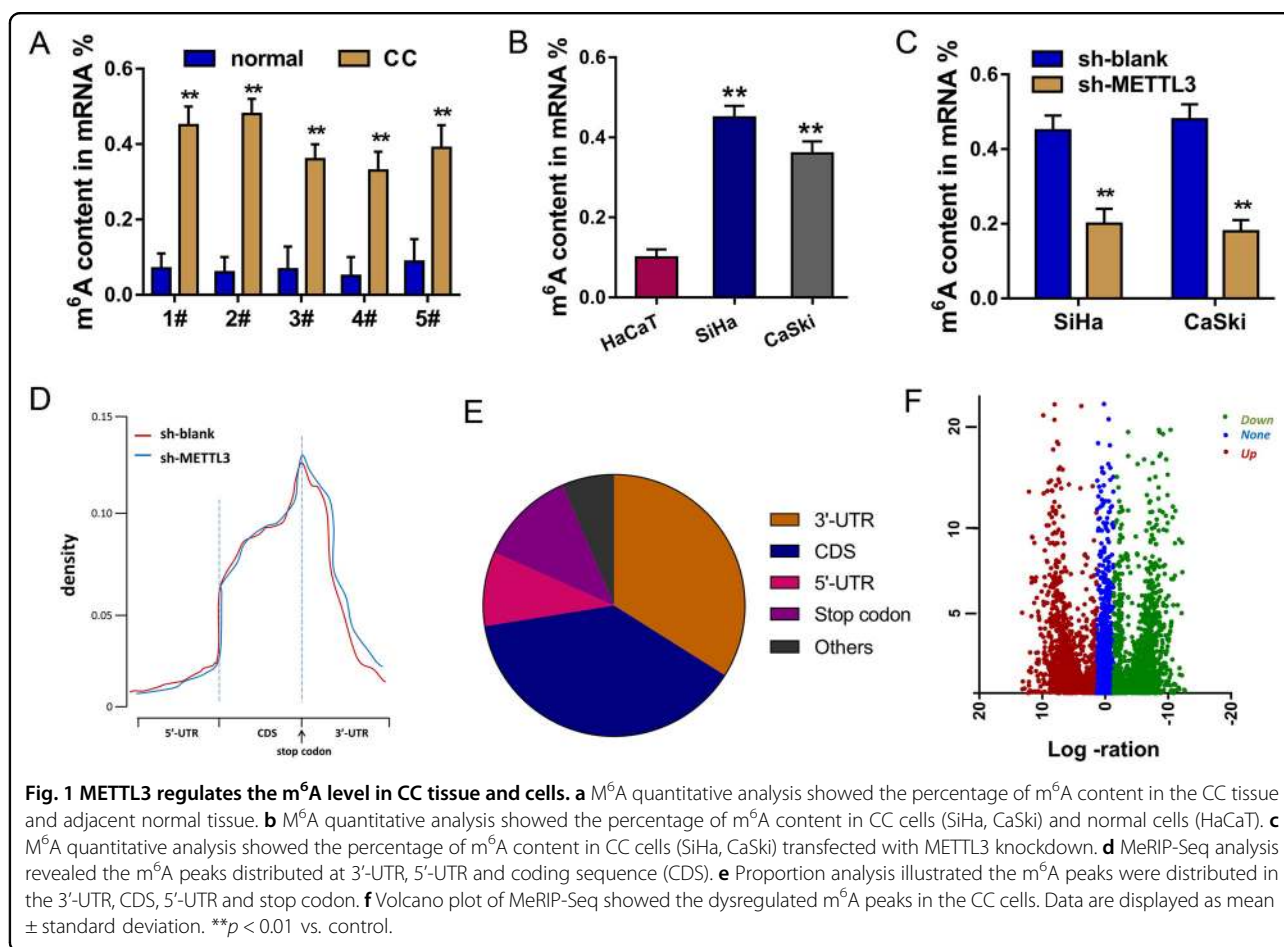 A
normal
CC
m⁶A content in mRNA %
0.6
0.4
0.2
0.0
**
**
**
**
**
1#
2#
3#
4#
5#
B
m⁶A content in mRNA %
0.6
0.4
0.2
0.0
**
**
HaCaT
SiHa
CaSki
C
sh-blank
sh-METTL3
m⁶A content in mRNA %
0.6
0.4
0.2
0.0
**
**
SiHa
CaSki
D
0.15
0.10
0.05
0
density
sh-blank
sh-METTL3
5'-UTR
CDS
3'-UTR
stop codon
E
3'-UTR
CDS
5'-UTR
Stop codon
Others
F
20
10
5
Down
None
Up
20
10
0
-10
-20
Log -ration
Fig. 1 METTL3 regulates the m⁶A level in CC tissue and cells. a M⁶A quantitative analysis showed the percentage of m⁶A content in the CC tissue
and adjacent normal tissue. b M⁶A quantitative analysis showed the percentage of m⁶A content in CC cells (SiHa, CaSki) and normal cells (HaCaT). c
M⁶A quantitative analysis showed the percentage of m⁶A content in CC cells (SiHa, CaSki) transfected with METTL3 knockdown. d MeRIP-Seq analysis
revealed the m⁶A peaks distributed at 3'-UTR, 5'-UTR and coding sequence (CDS). e Proportion analysis illustrated the m⁶A peaks were distributed in
the 3'-UTR, CDS, 5'-UTR and stop codon. f Volcano plot of MeRIP-Seq showed the dysregulated m⁶A peaks in the CC cells. Data are displayed as mean
± standard deviation. **p < 0.01 vs. control.